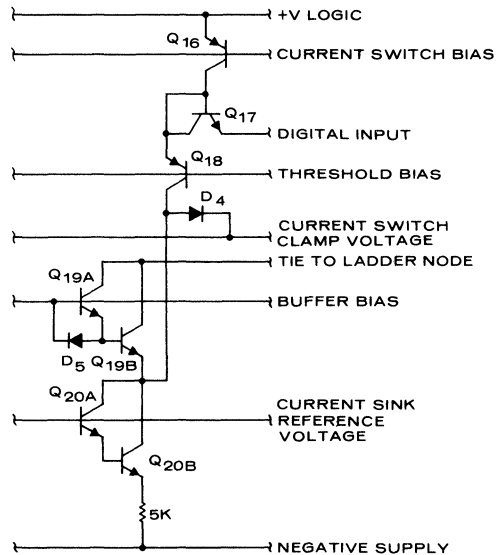 +V LOGIC
Q16
CURRENT SWITCH BIAS
Q17
DIGITAL INPUT
Q18
THRESHOLD BIAS
D4
CURRENT SWITCH
CLAMP VOLTAGE
TIE TO LADDER NODE
Q19A
BUFFER BIAS
D5 Q19B
Q20A
CURRENT SINK
REFERENCE
VOLTAGE
Q20B
5K
NEGATIVE SUPPLY